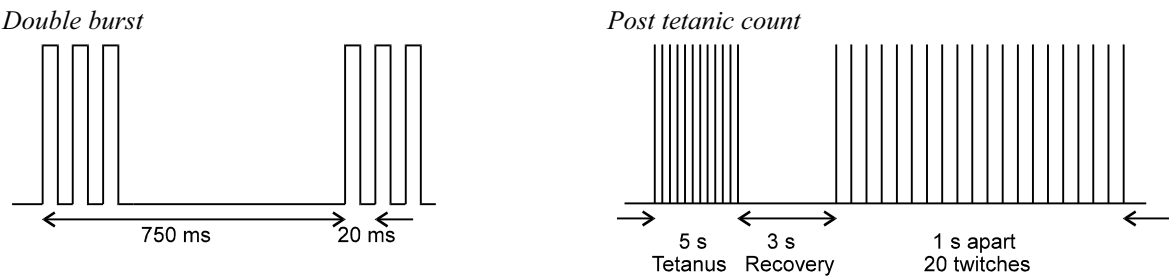 Double burst
750 ms
20 ms
Post tetanic count
5 s
Tetanus
3 s
Recovery
1 s apart
20 twitches